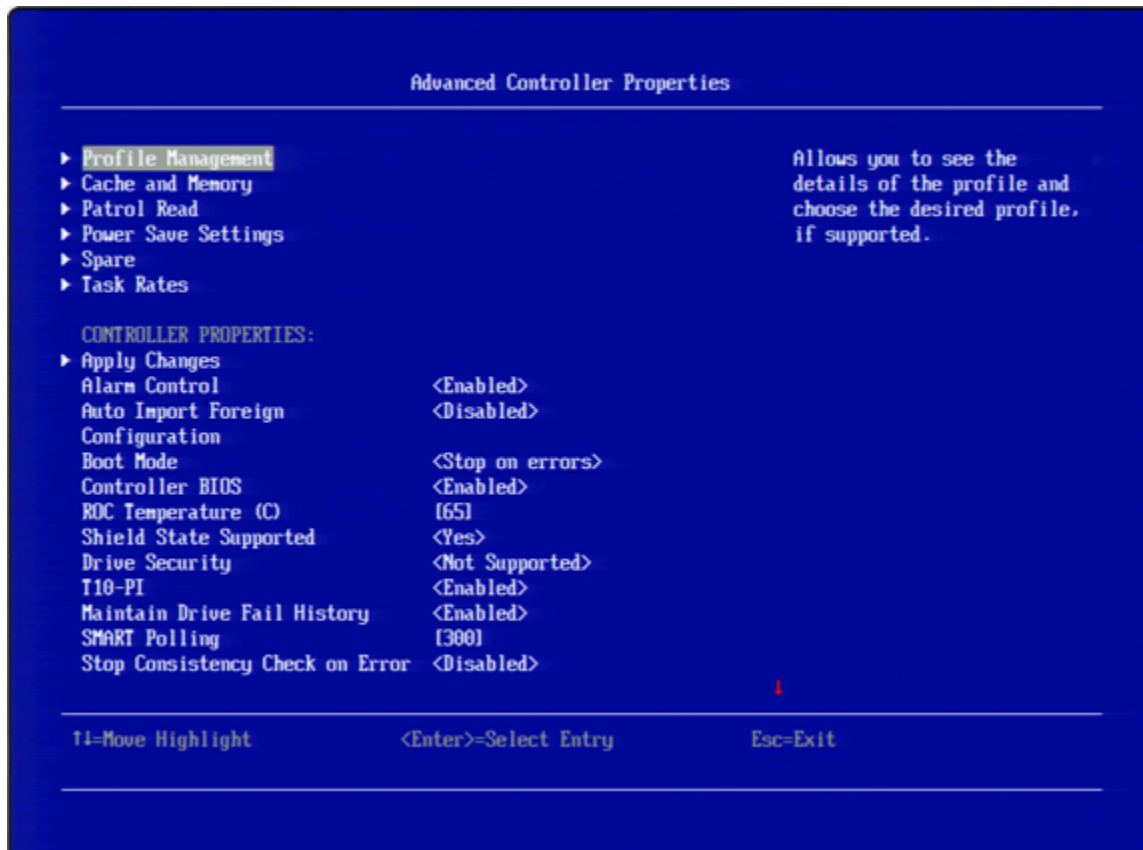 Advanced Controller Properties
▶ Profile Management
▶ Cache and Memory
▶ Patrol Read
▶ Power Save Settings
▶ Spare
▶ Task Rates
Allows you to see the
details of the profile and
choose the desired profile,
if supported.
CONTROLLER PROPERTIES:
▶ Apply Changes
Alarm Control <Enabled>
Auto Import Foreign <Disabled>
Configuration
Boot Mode <Stop on errors>
Controller BIOS <Enabled>
ROC Temperature (C) [65]
Shield State Supported <Yes>
Drive Security <Not Supported>
T10-PI <Enabled>
Maintain Drive Fail History <Enabled>
SMART Polling [300]
Stop Consistency Check on Error <Disabled>
↓
↑↓=Move Highlight <Enter>=Select Entry Esc=Exit